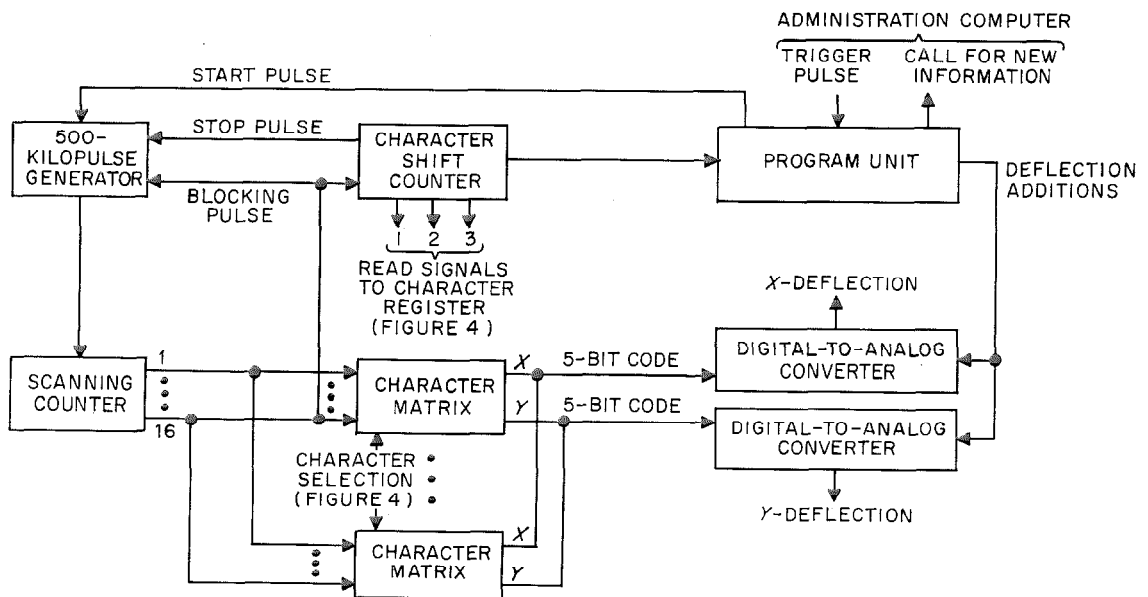 ADMINISTRATION COMPUTER
TRIGGER
PULSE
CALL FOR NEW
INFORMATION
START PULSE
500-
KILOPULSE
GENERATOR
STOP PULSE
BLOCKING
PULSE
CHARACTER
SHIFT
COUNTER
PROGRAM UNIT
DEFLECTION
ADDITIONS
1 2 3
READ SIGNALS
TO CHARACTER
REGISTER
(FIGURE 4)
X-DEFLECTION
SCANNING
COUNTER
1
16
CHARACTER
MATRIX
X
Y
5-BIT CODE
5-BIT CODE
DIGITAL-TO-ANALOG
CONVERTER
DIGITAL-TO-ANALOG
CONVERTER
CHARACTER
SELECTION
(FIGURE 4)
Y-DEFLECTION
CHARACTER
MATRIX
X
Y